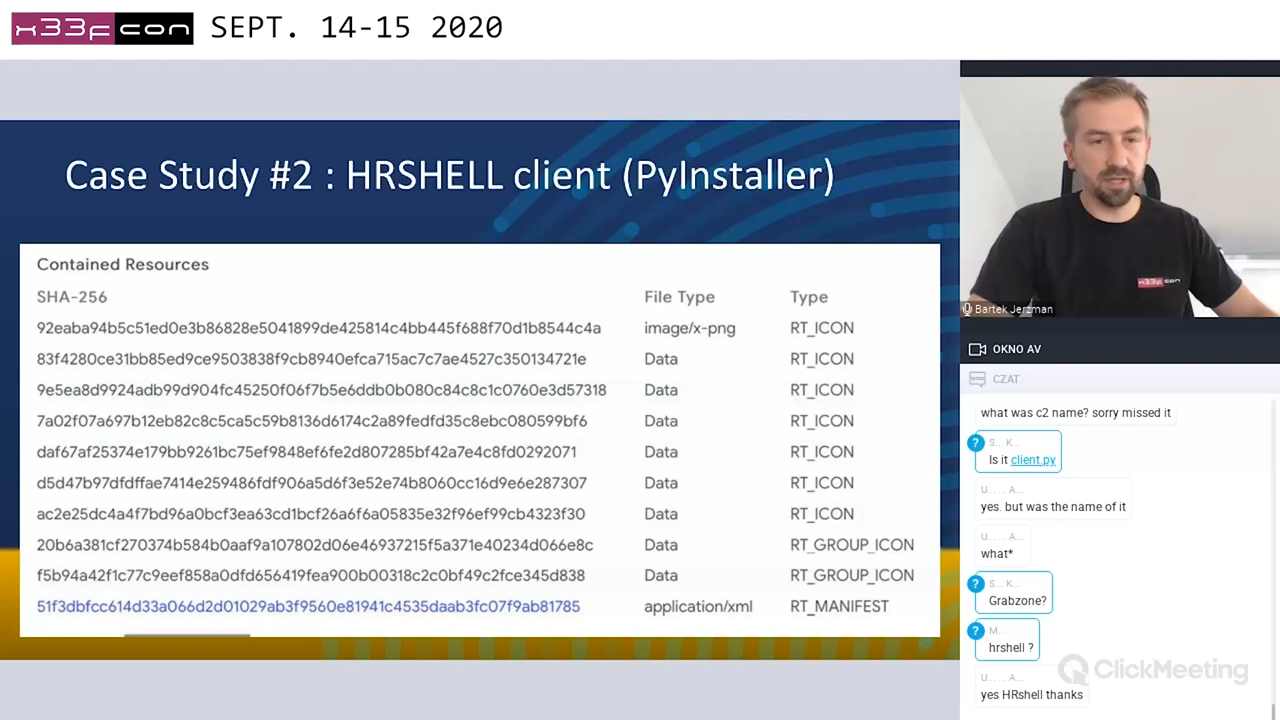 x33fcon SEPT. 14-15 2020
Case Study #2 : HRSHELL client (PyInstaller)
Contained Resources
SHA-256 File Type Type
92eaba94b5c51ed0e3b86828e5041899de425814c4bb445f688f70d1b8544c4a image/x-png RT_ICON
83f4280ce31bb85ed9ce9503838f9cb8940efca715ac7c7ae4527c350134721e Data RT_ICON
9e5ea8d9924adb99d904fc4525bf06f7b5e6ddb0b080c84c8c1c0760e3d57318 Data RT_ICON
7a02f07a697b12eb82c8c5ca5c59b8136d6174c2a89fedfd35c8ebc080599bf6 Data RT_ICON
daf67af25374e179bb9261bc75ef9848ef6fe2d807285bf42a7e4c8fd0292071 Data RT_ICON
d5d47b97dfdffae7414e259486fdf906a5d6f3e52e74b8060cc16d9e6e287307 Data RT_ICON
ac2e25dc4a4f7bd96a0bcf3ea63cd1bcf26a6f6a05835e32f96ef99cb4323f30 Data RT_ICON
20b6a381cf270374b584b0aaf9a107802d06e46937215f5a371e40234d066e8c Data RT_GROUP_ICON
f5b94a42f1c77c9eef858a0dfd656419fea900b00318c2c0bf49c2fce345d838 Data RT_GROUP_ICON
51f3dbfcc614d33a066d2d01029ab3f9560e81941c4535daab3fc07f9ab81785 application/xml RT_MANIFEST
x33fcon
Bartek Jerzman
OKNO AV
CZAT
what was c2 name? sorry missed it
S... K...
Is it client.py
U... ... A...
yes. but was the name of it
U... ... A...
what*
S... K...
Grabzone?
M...
hrshell ?
U... ... A...
yes HRshell thanks
ClickMeeting